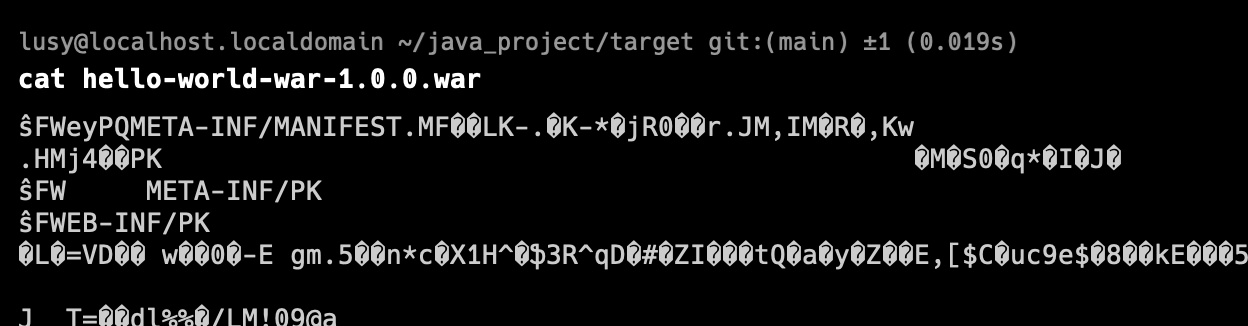 lusy@localhost.localdomain ~/java_project/target git:(main) ±1 (0.019s)
cat hello-world-war-1.0.0.war
ŝFWeyPQMETA-INF/MANIFEST.MF��LK-.�K-*�jR0��r.JM,IM�R�,Kw
.HMj4��PK �M�S0�q*�I�J�
ŝFW META-INF/PK
ŝFWEB-INF/PK
�L�=VD�� w��0�-E gm.5��n*c�X1H^�3R^qD�#�ZI���tQ�a�y�Z��E,[$C�uc9e$�8��kE���5
J T=��dl%%�/LM!09@a